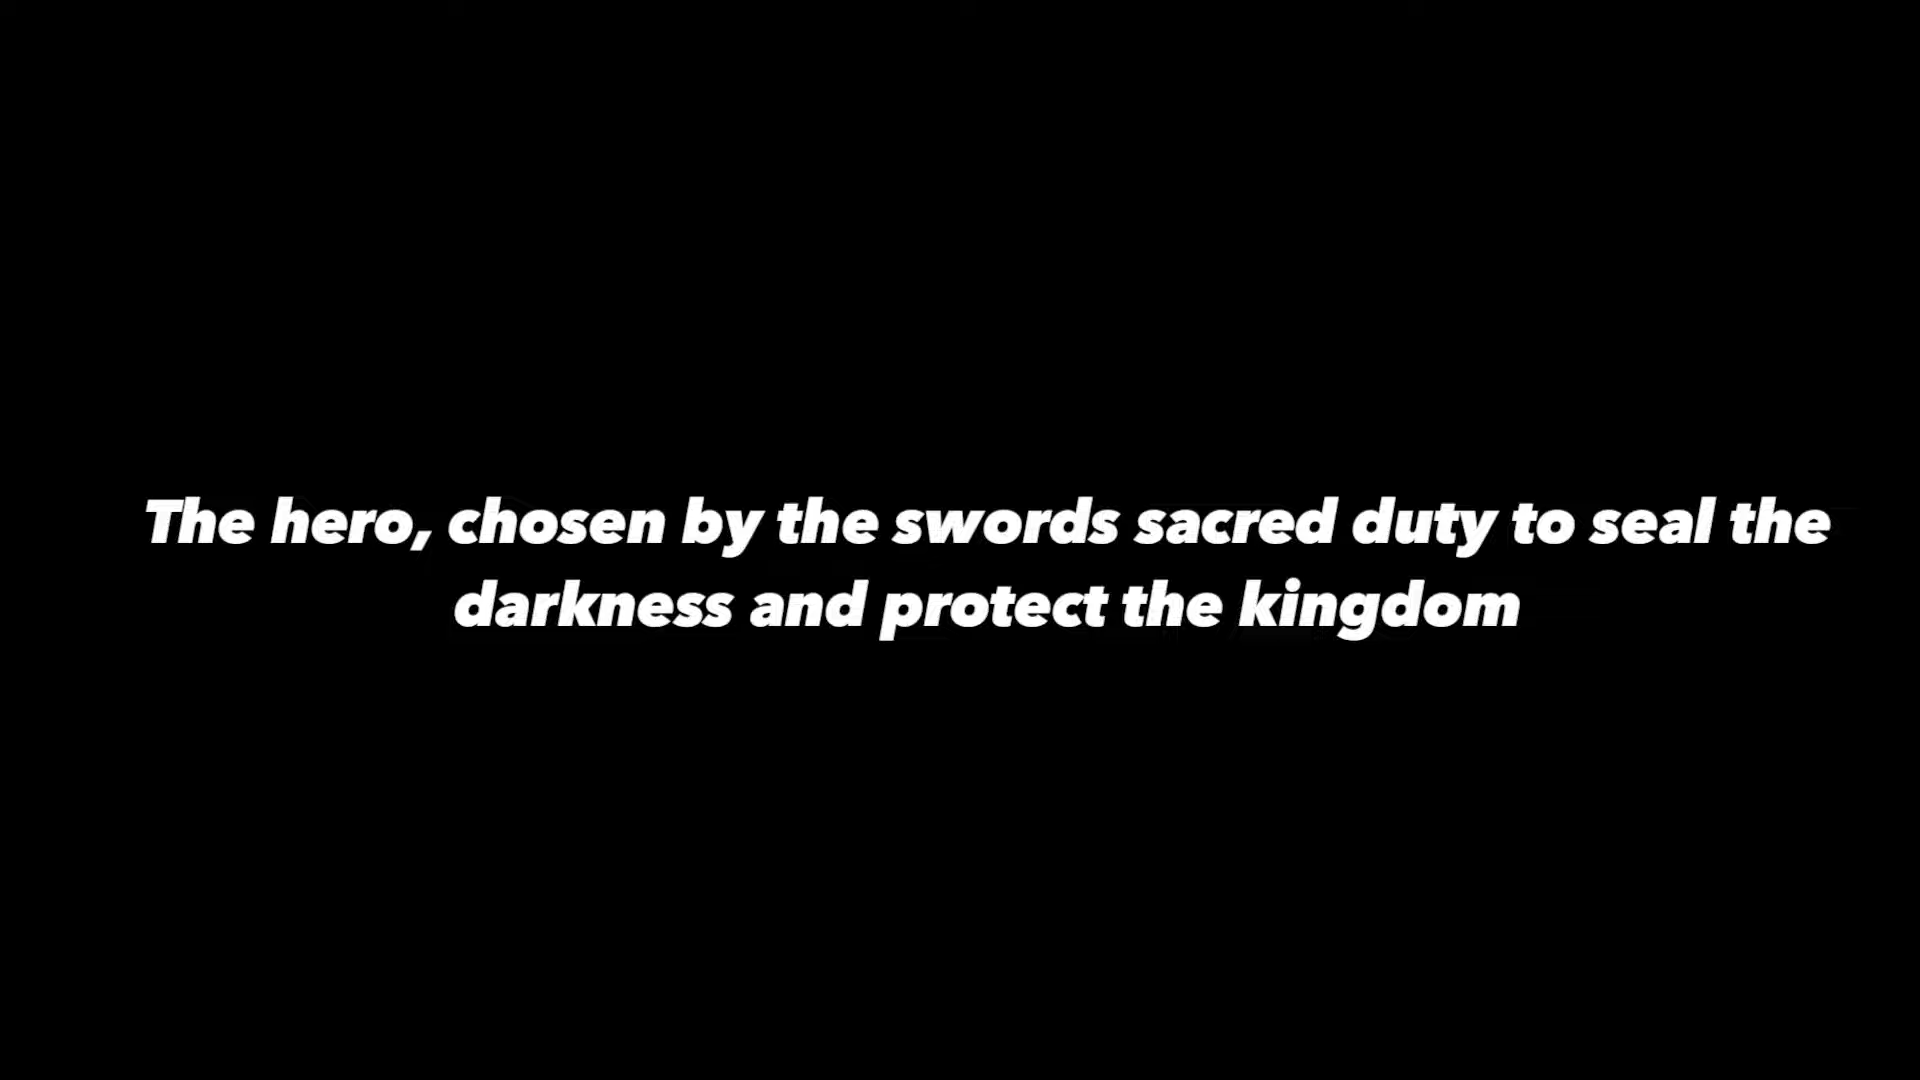 The hero, chosen by the swords sacred duty to seal the
darkness and protect the kingdom